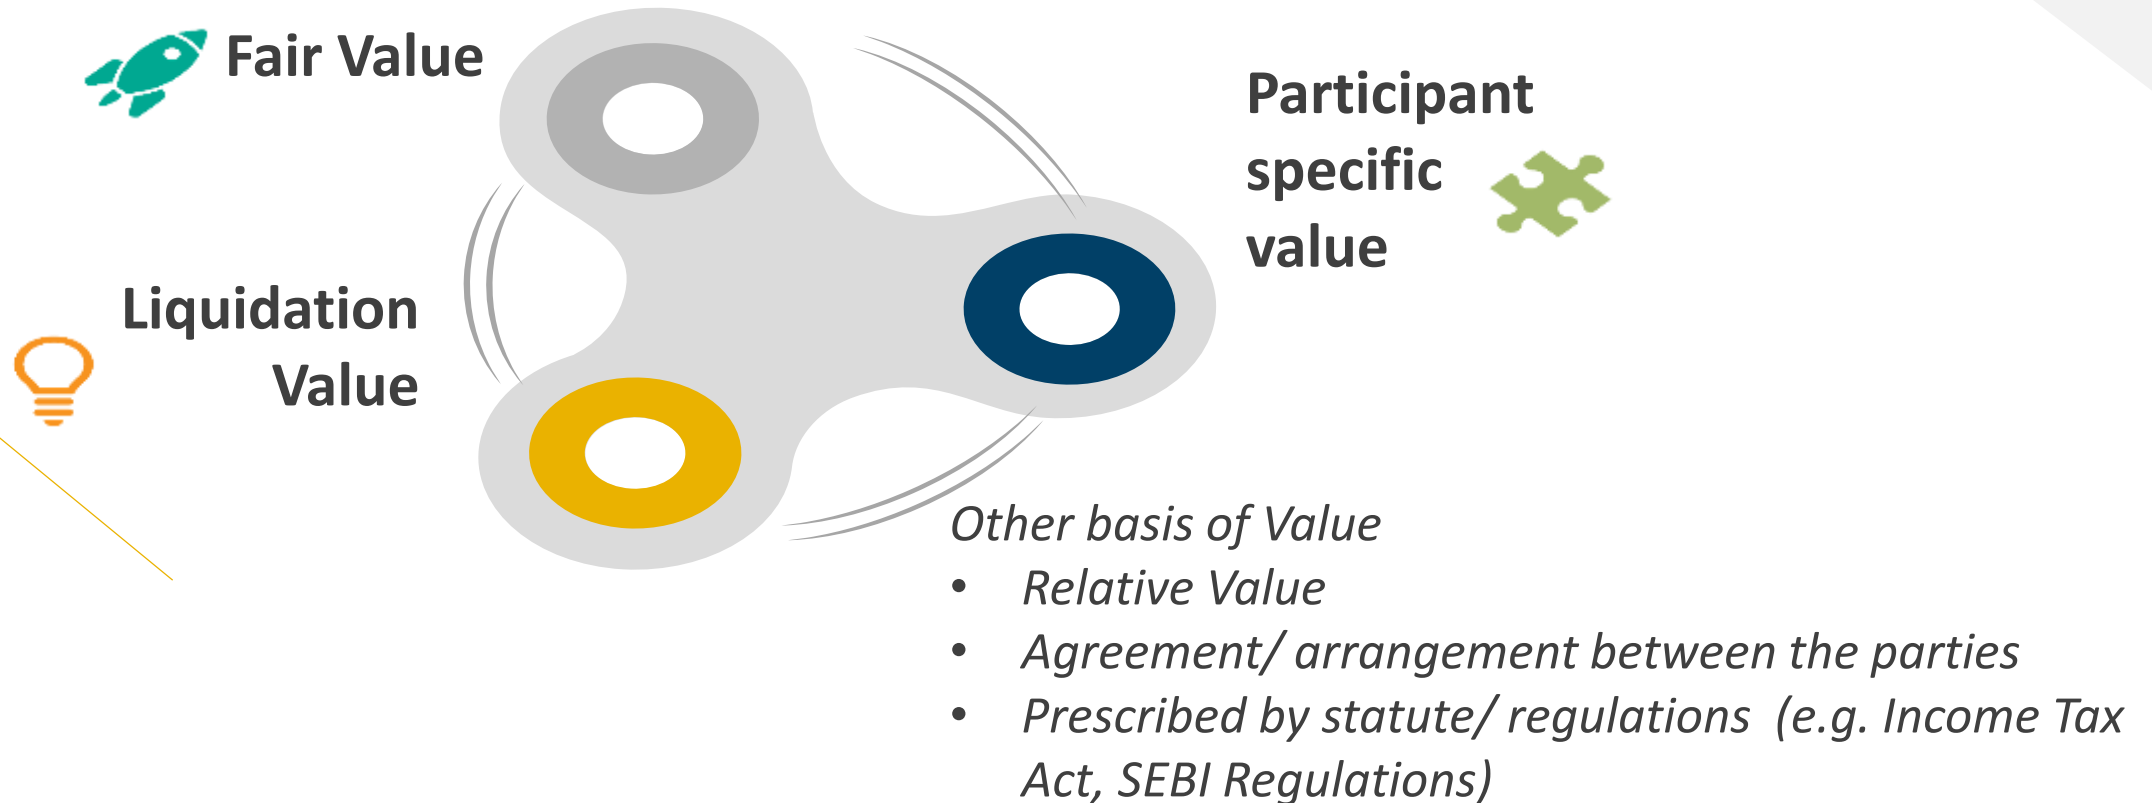 Fair Value
Participant
specific
value
Liquidation
Value
Other basis of Value
• Relative Value
• Agreement/ arrangement between the parties
• Prescribed by statute/ regulations (e.g. Income Tax
Act, SEBI Regulations)